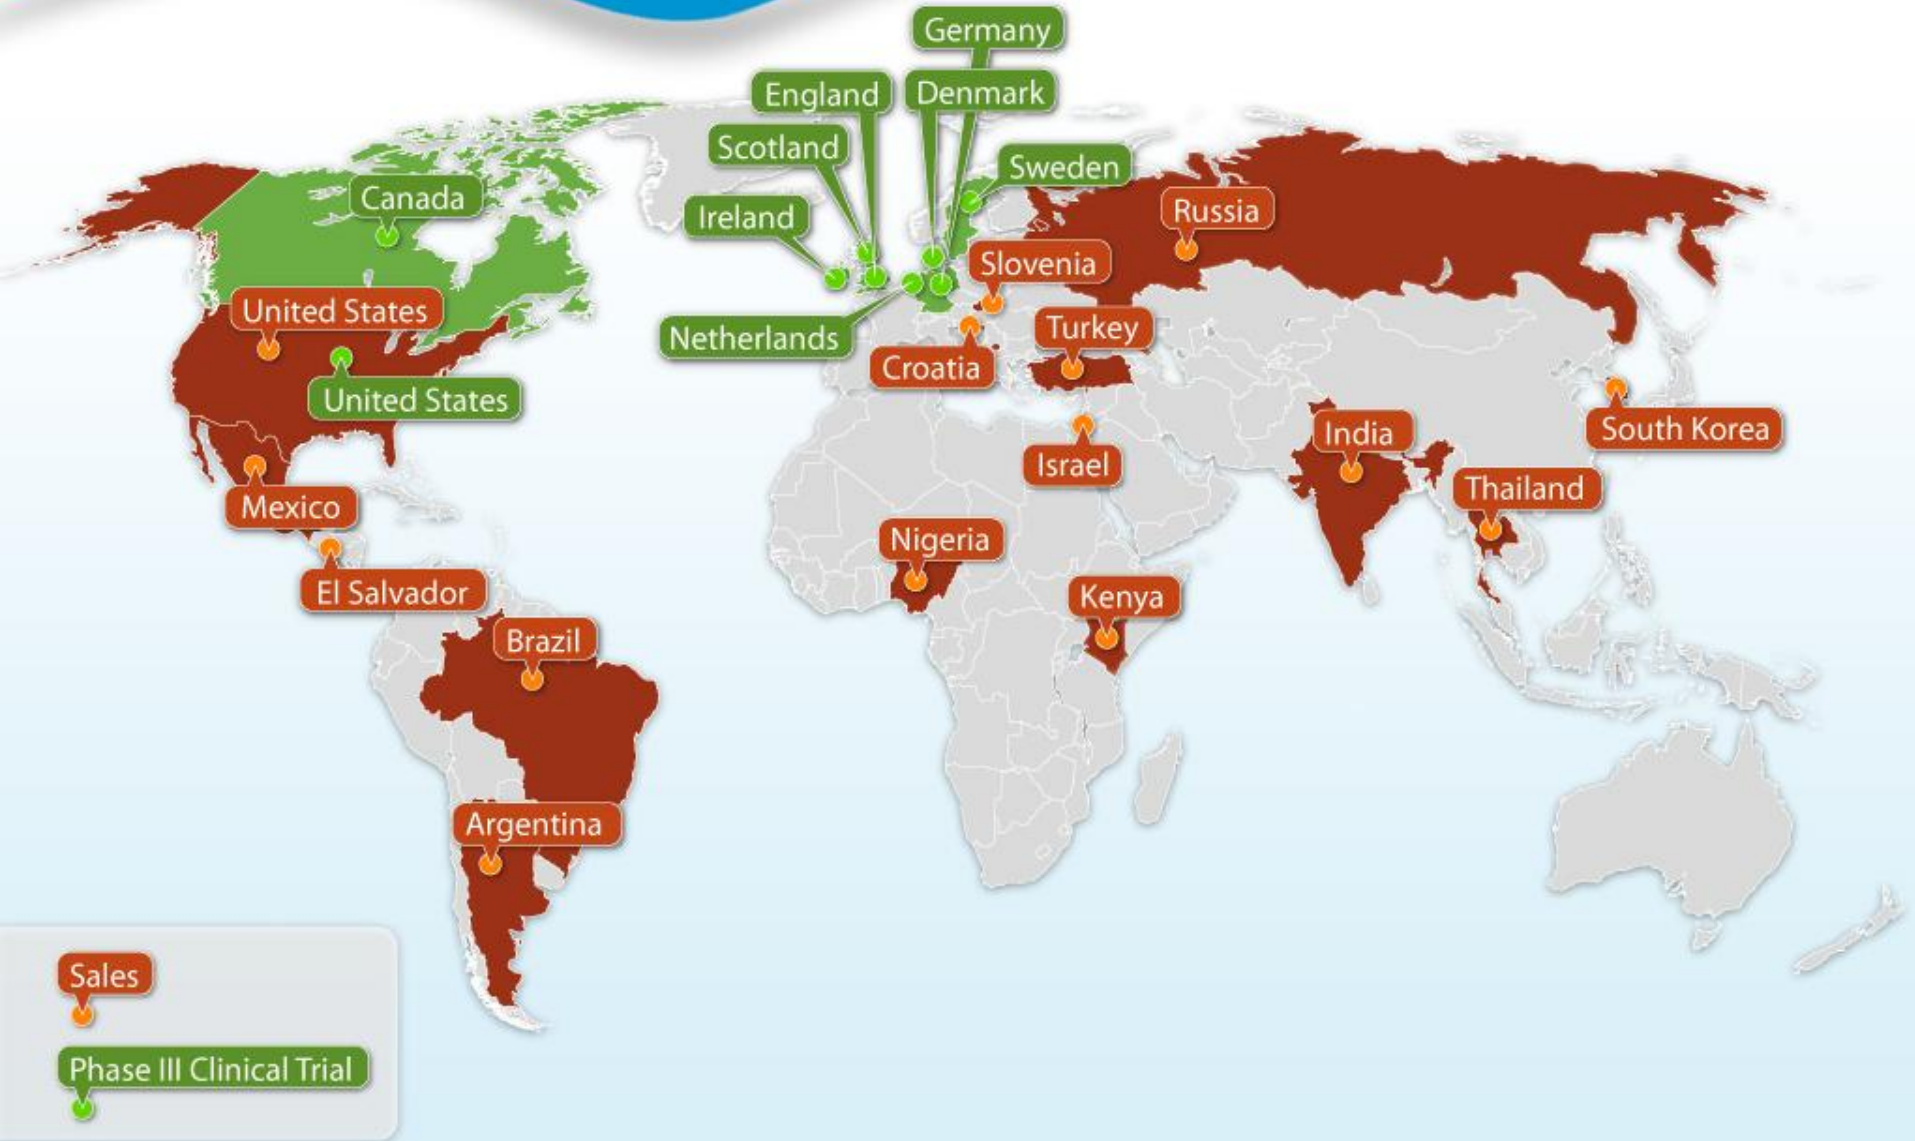 Germany
England
Denmark
Scotland
Sweden
Canada
Ireland
Russia
Slovenia
United States
Turkey
Netherlands
Croatia
United States
South Korea
India
Israel
Thailand
Mexico
Nigeria
El Salvador
Kenya
Brazil
Argentina
Sales
Phase III Clinical Trial